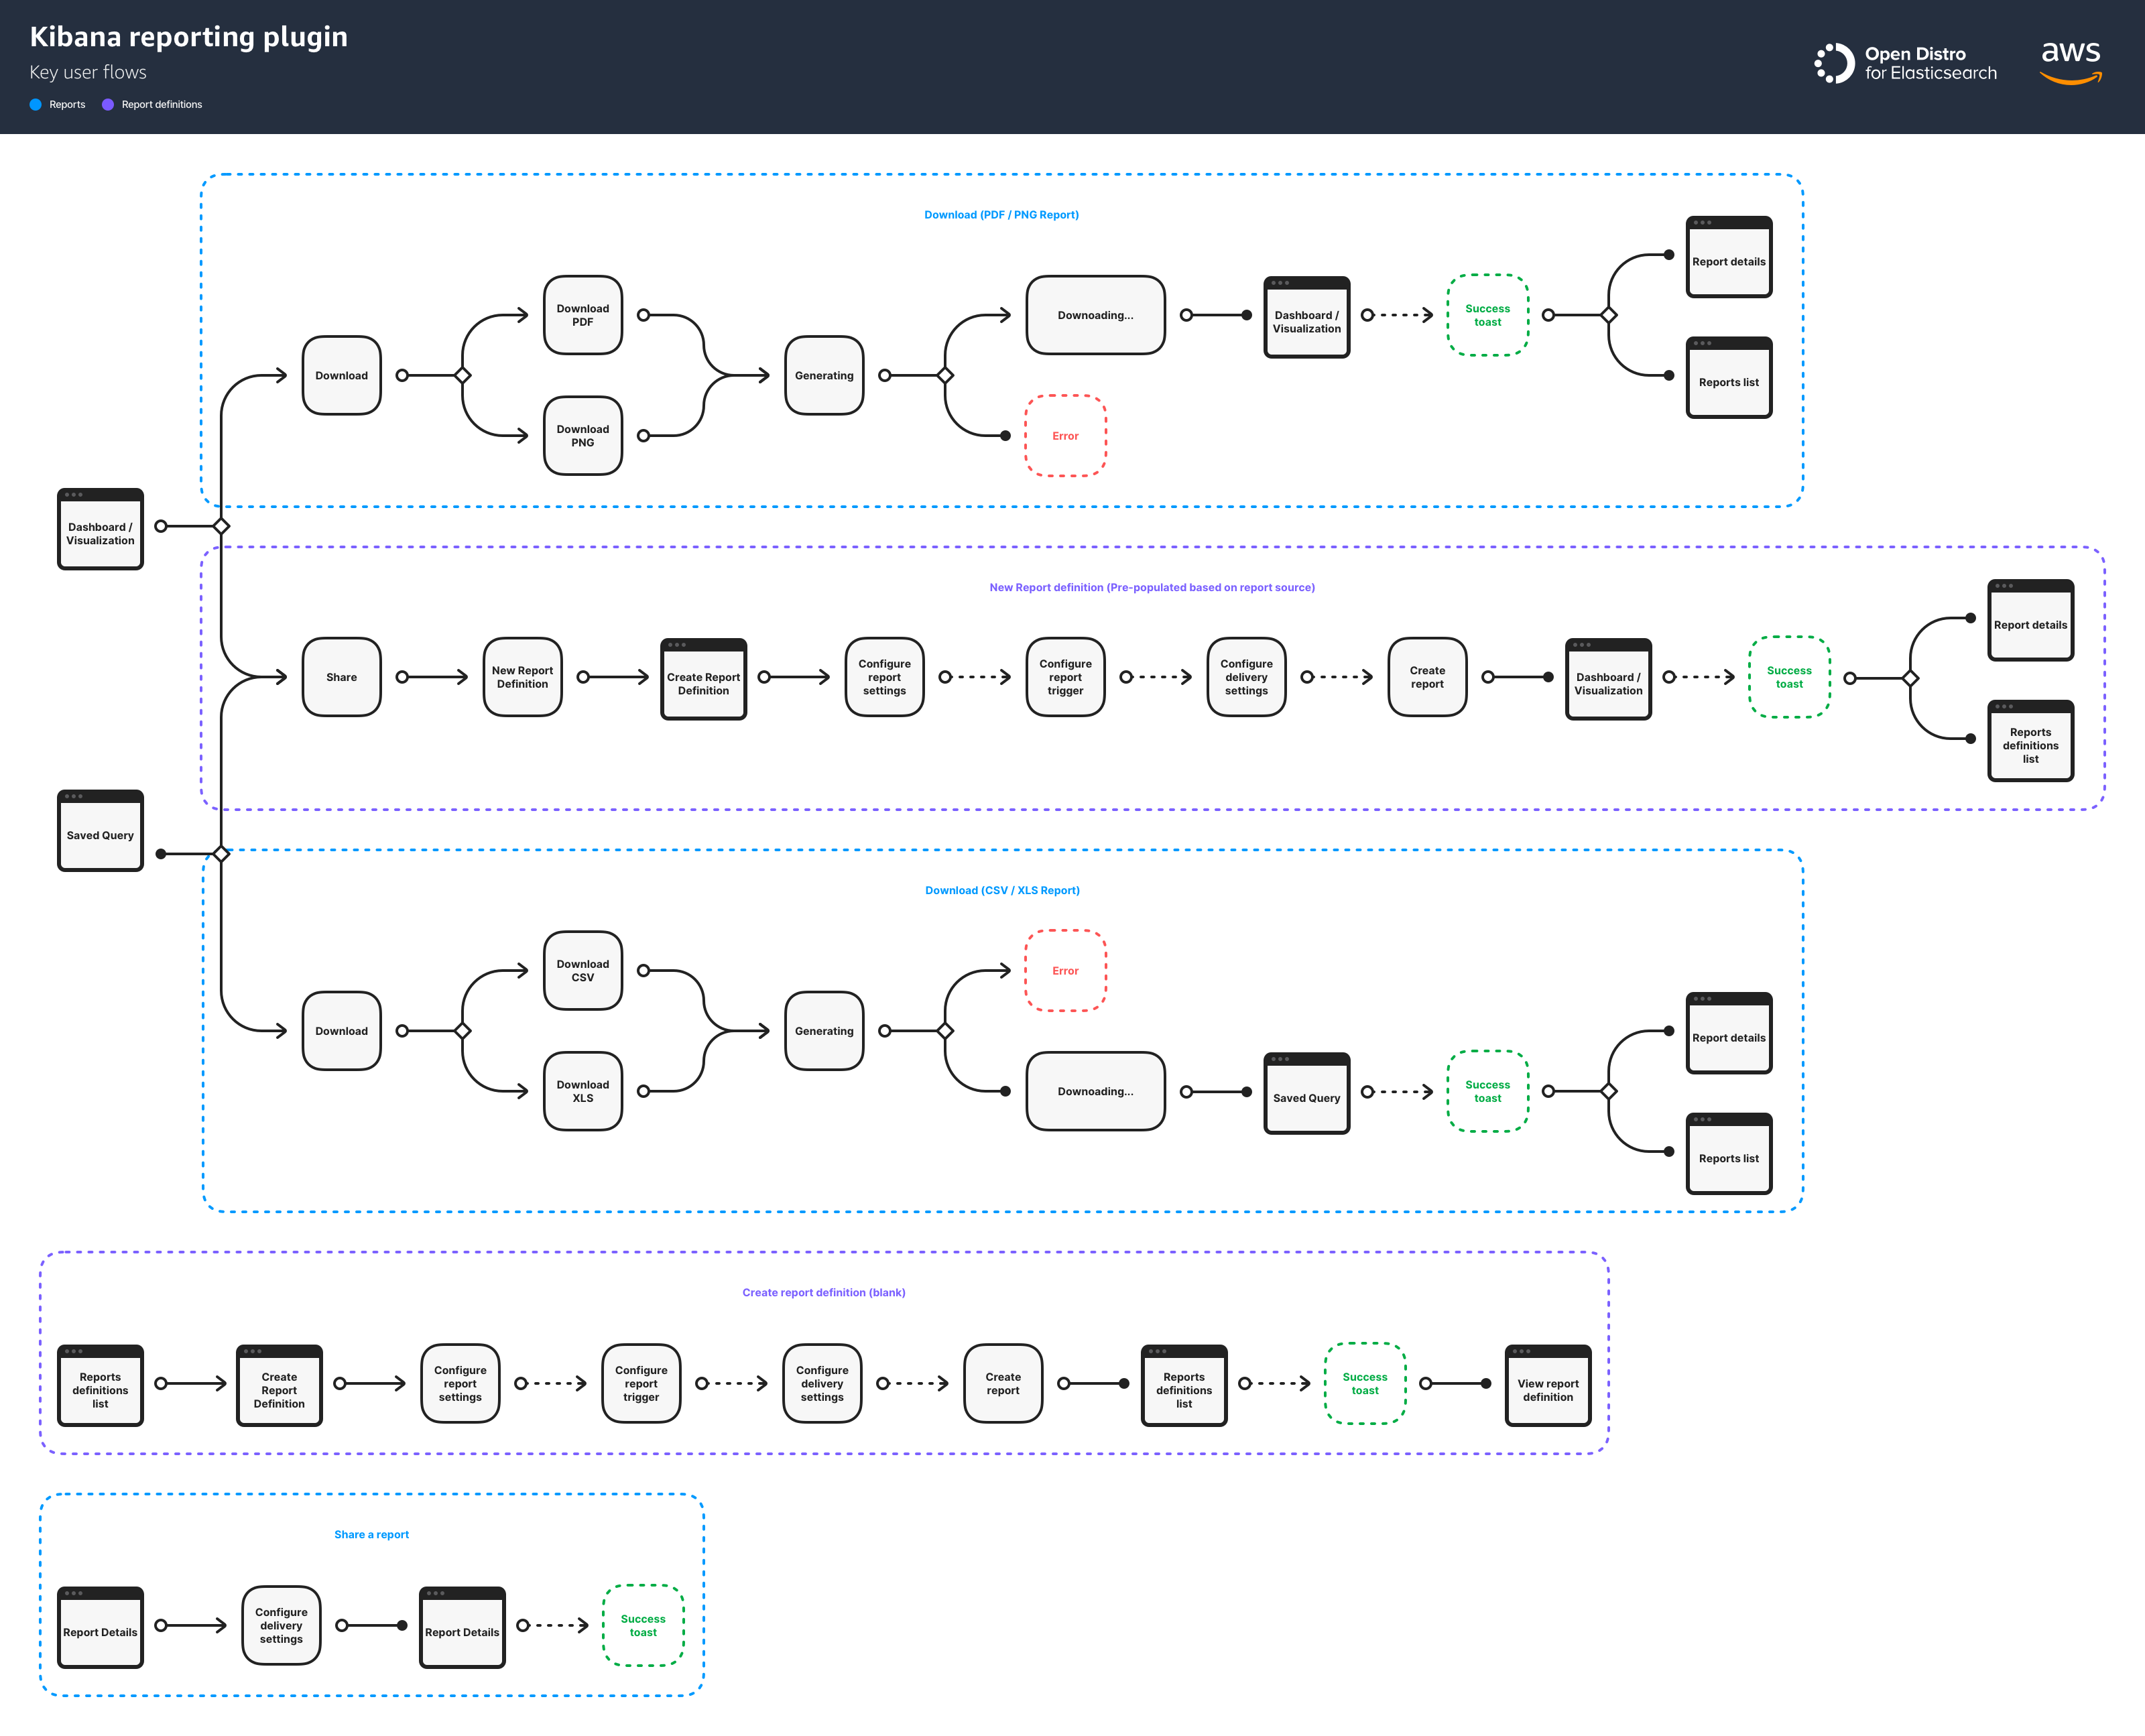 Kibana reporting plugin
Key user flows
Reports
Report definitions
Open Distro
for Elasticsearch
aws
Download (PDF / PNG Report)
Download
Download
PDF
Download
PNG
Generating
Downoading...
Error
Dashboard /
Visualization
Success
toast
Report details
Reports list
Dashboard /
Visualization
New Report definition (Pre-populated based on report source)
Share
New Report
Definition
Create Report
Definition
Configure
report
settings
Configure
report
trigger
Configure
delivery
settings
Create
report
Dashboard /
Visualization
Success
toast
Report details
Reports
definitions
list
Saved Query
Download (CSV / XLS Report)
Download
Download
CSV
Download
XLS
Generating
Error
Downoading...
Saved Query
Success
toast
Report details
Reports list
Create report definition (blank)
Reports
definitions
list
Create
Report
Definition
Configure
report
settings
Configure
report
trigger
Configure
delivery
settings
Create
report
Reports
definitions
list
Success
toast
View report
definition
Share a report
Report Details
Configure
delivery
settings
Report Details
Success
toast